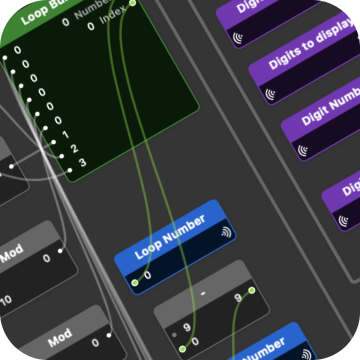 Loop Bu
0 Number
0 Index
0
0
0
0
0
0
1
2
3
Digit
Digits to display
Digit Numb
Digi
Loop Number
0
Mod
0
10
-
9
9
0
Mod
0
Number